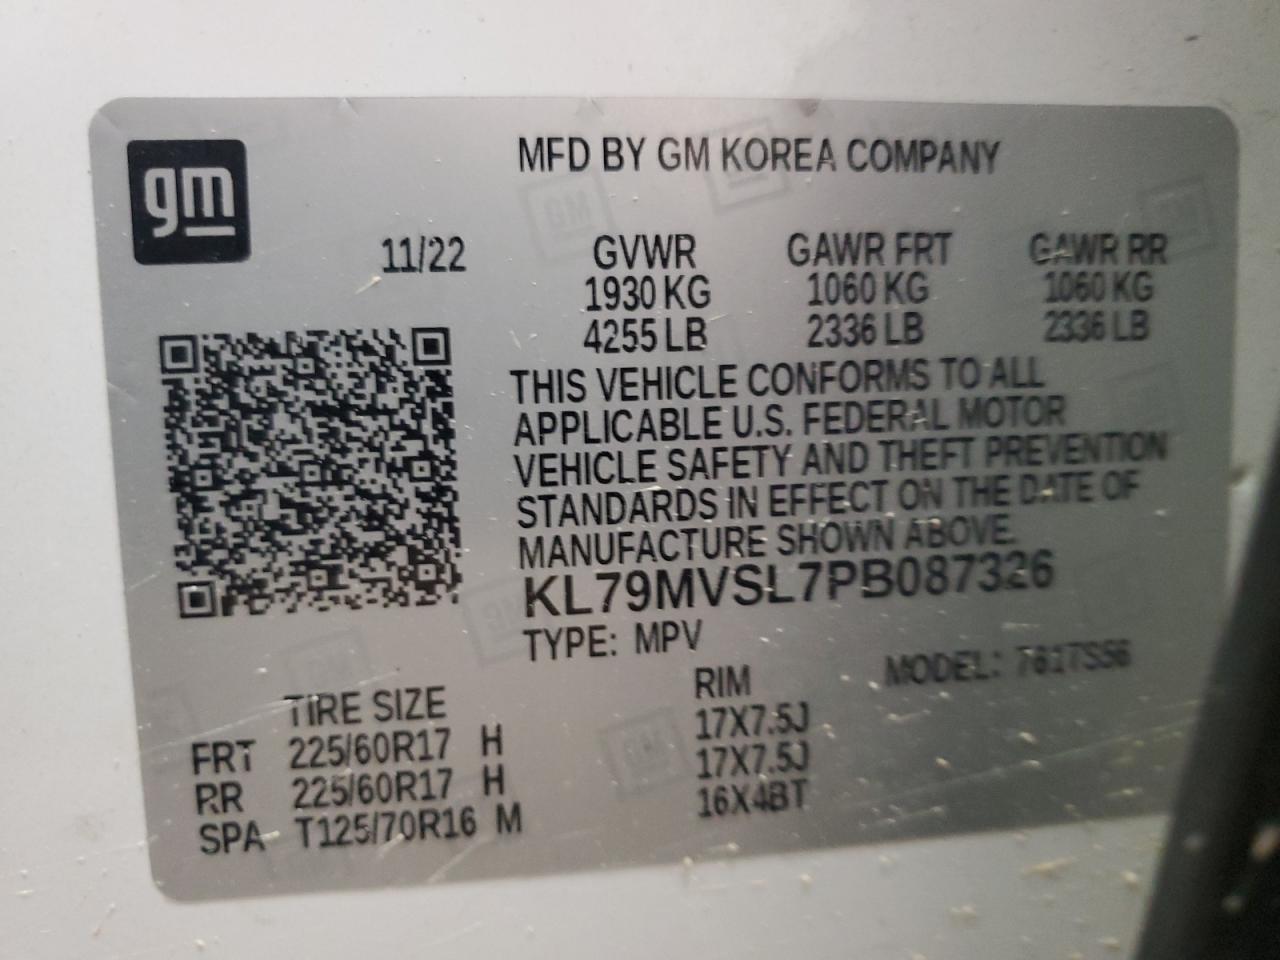 gm
MFD BY GM KOREA COMPANY
11/22 GVWR GAWR FRT GAWR RR
1930 KG 1060 KG 1060 KG
4255 LB 2336 LB 2336 LB
THIS VEHICLE CONFORMS TO ALL
APPLICABLE U.S. FEDERAL MOTOR
VEHICLE SAFETY AND THEFT PREVENTION
STANDARDS IN EFFECT ON THE DATE OF
MANUFACTURE SHOWN ABOVE.
KL79MVSL7PB087326
TYPE: MPV MODEL:
TIRE SIZE RIM
FRT 225/60R17 H 17X7.5J
RR 225/60R17 H 17X7.5J
SPA T125/70R16 M 16X4BT